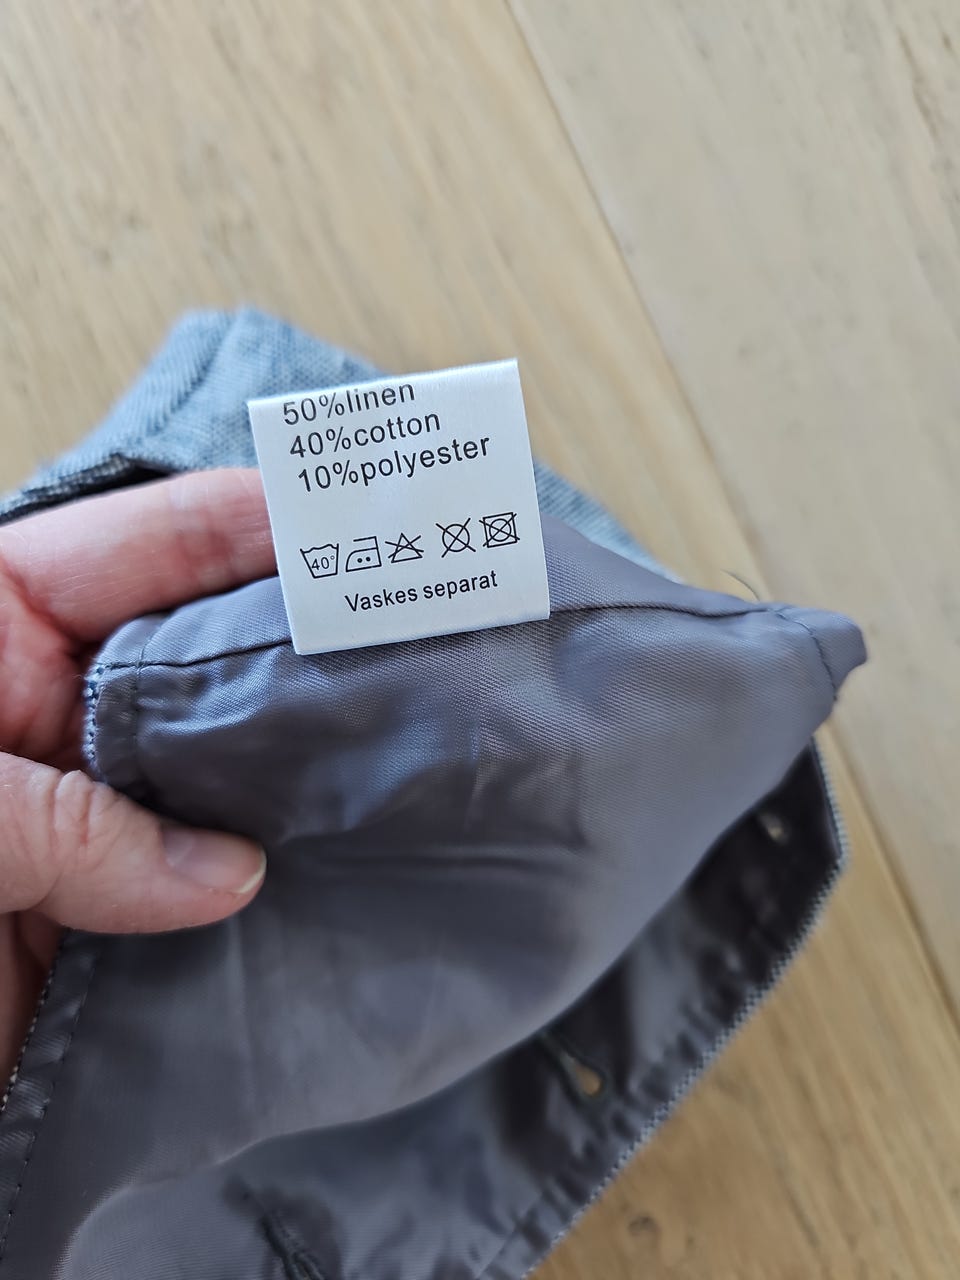 50%linen
40%cotton
10%polyester
40°
Vaskes separat